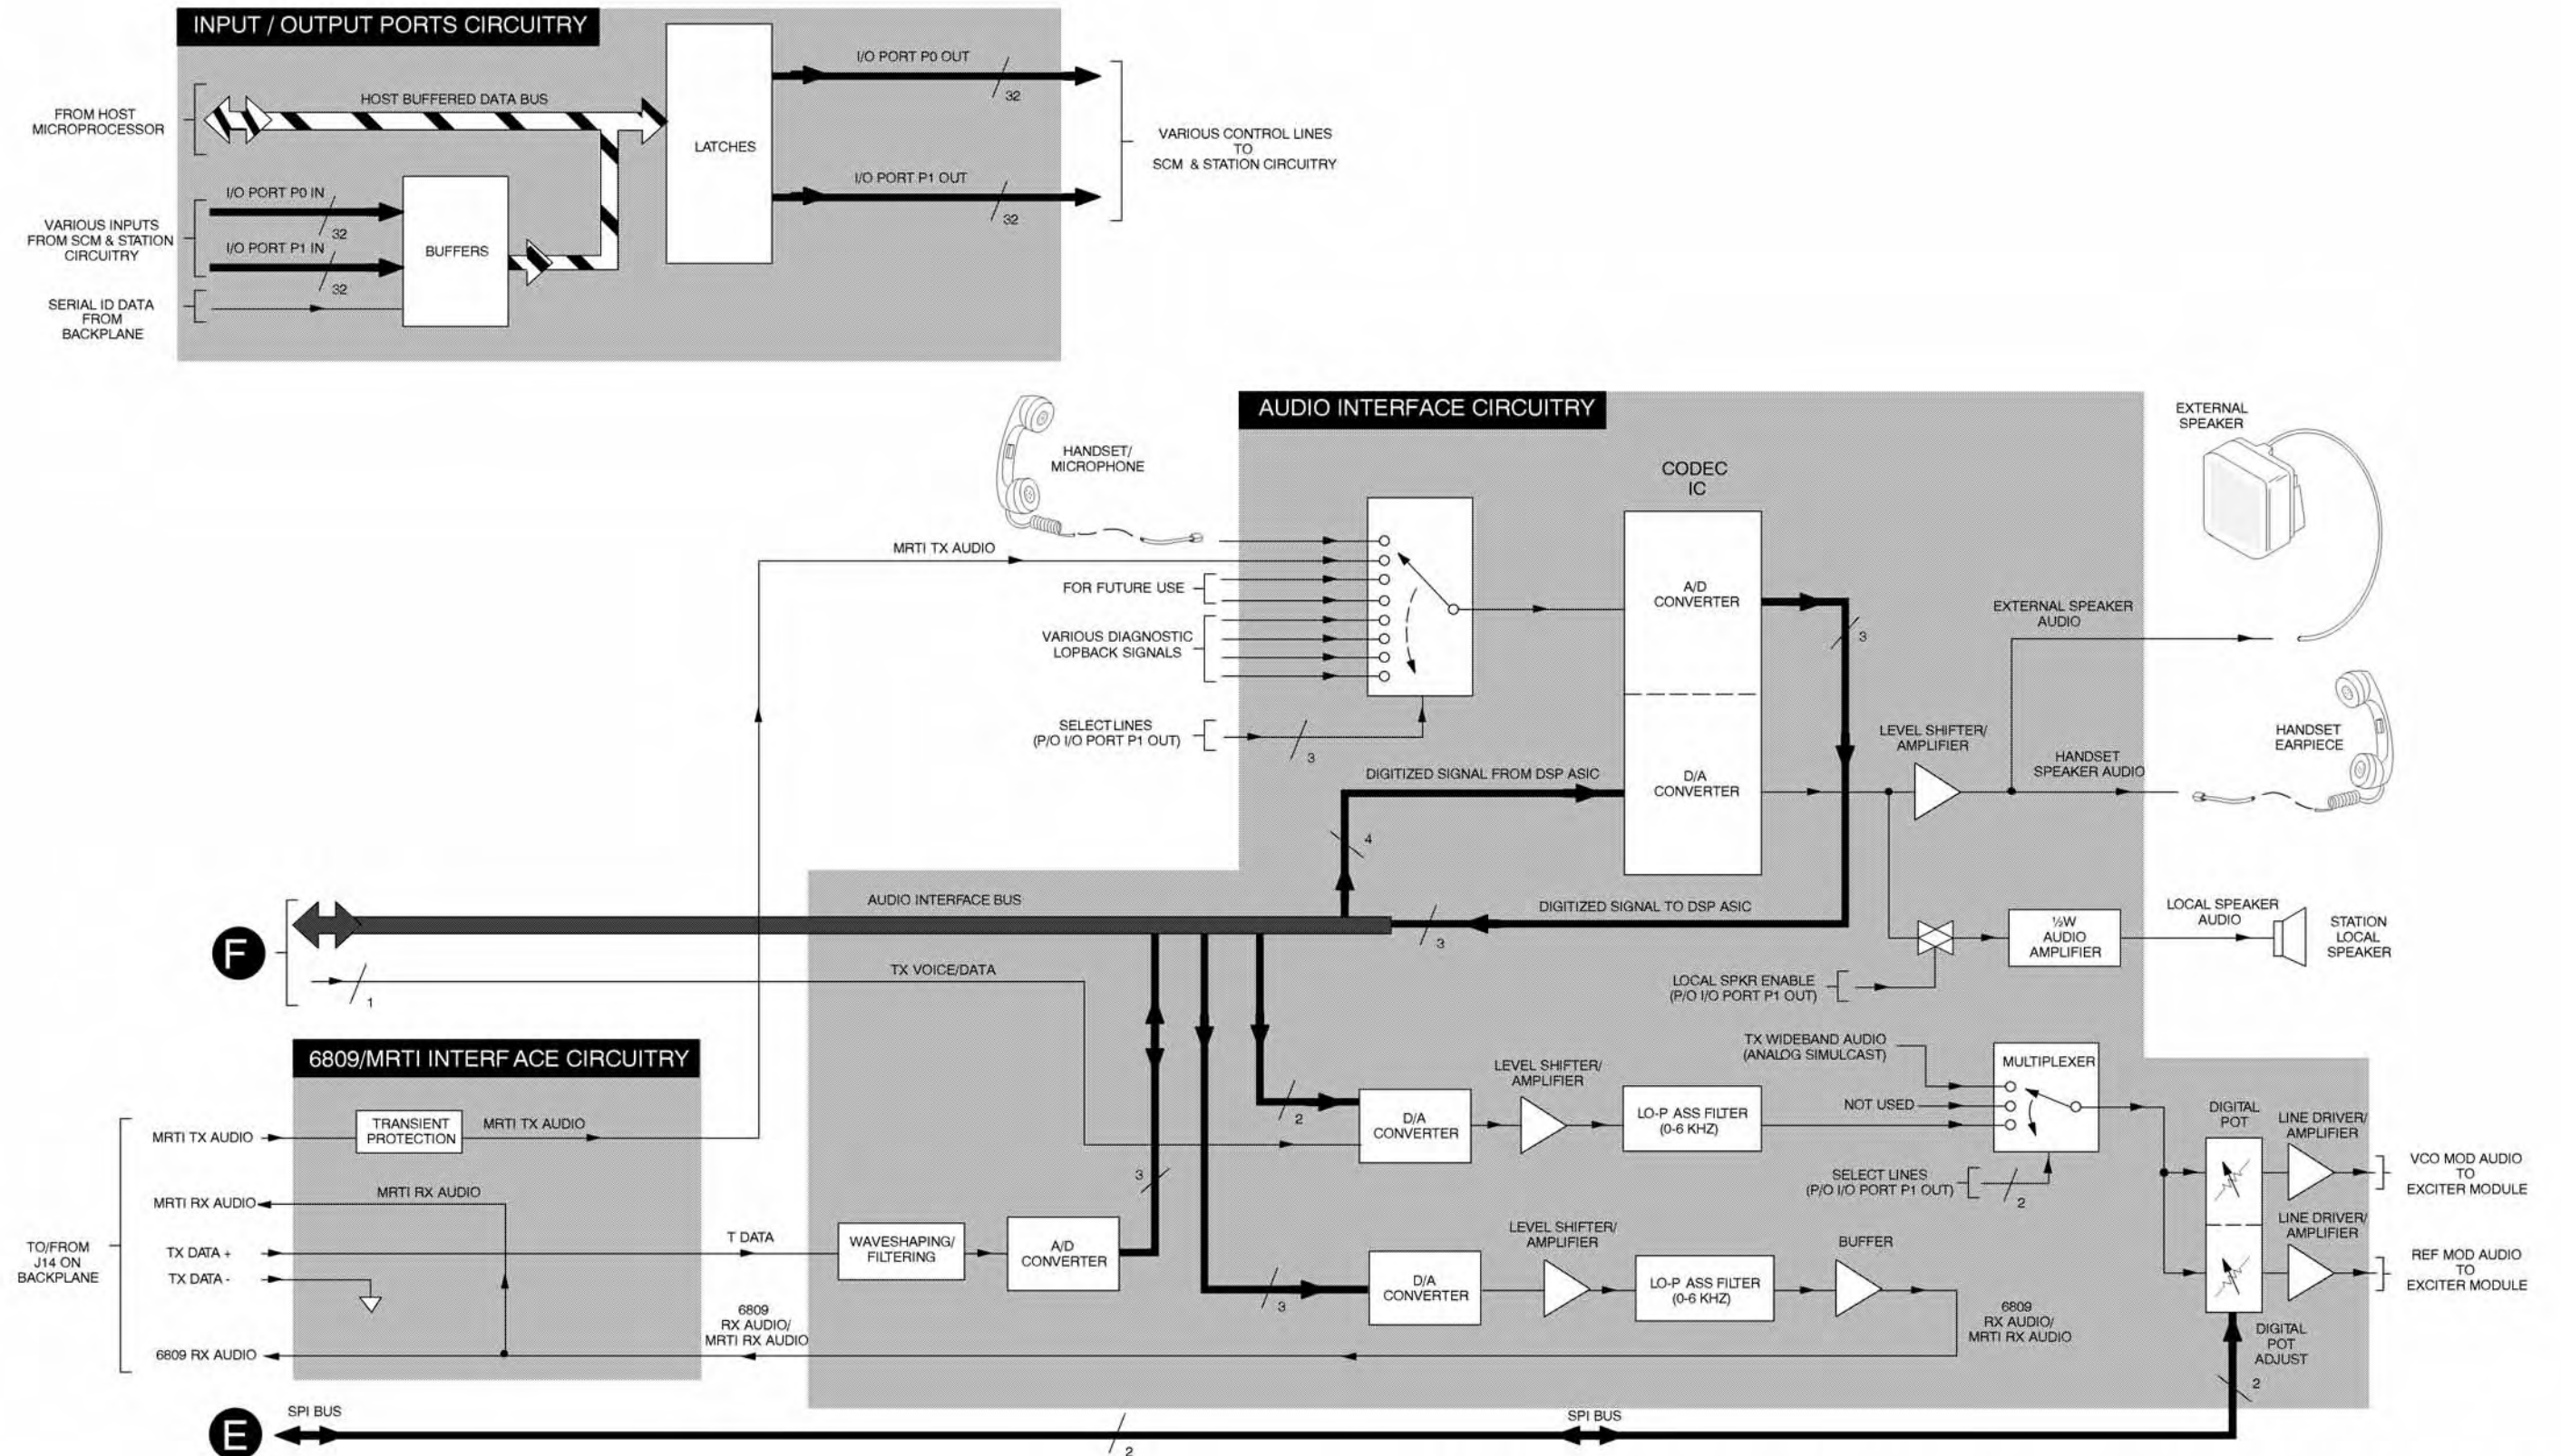 INPUT / OUTPUT PORTS CIRCUITRY
FROM HOST
MICROPROCESSOR
HOST BUFFERED DATA BUS
I/O PORT P0 IN
32
I/O PORT P1 IN
32
VARIOUS INPUTS
FROM SCM & STATION
CIRCUITRY
SERIAL ID DATA
FROM
BACKPLANE
BUFFERS
LATCHES
I/O PORT P0 OUT
32
I/O PORT P1 OUT
32
VARIOUS CONTROL LINES
TO
SCM & STATION CIRCUITRY
AUDIO INTERFACE CIRCUITRY
HANDSET/
MICROPHONE
MRTI TX AUDIO
FOR FUTURE USE
VARIOUS DIAGNOSTIC
LOPBACK SIGNALS
SELECT LINES
(P/O I/O PORT P1 OUT)
3
CODEC
IC
A/D
CONVERTER
D/A
CONVERTER
3
DIGITIZED SIGNAL FROM DSP ASIC
4
DIGITIZED SIGNAL TO DSP ASIC
3
LEVEL SHIFTER/
AMPLIFIER
EXTERNAL SPEAKER
AUDIO
EXTERNAL
SPEAKER
HANDSET
SPEAKER AUDIO
HANDSET
EARPIECE
LOCAL SPKR ENABLE
(P/O I/O PORT P1 OUT)
½W
AUDIO
AMPLIFIER
LOCAL SPEAKER
AUDIO
STATION
LOCAL
SPEAKER
F
AUDIO INTERFACE BUS
TX VOICE/DATA
1
6809/MRTI INTERF ACE CIRCUITRY
TO/FROM
J14 ON
BACKPLANE
MRTI TX AUDIO
TRANSIENT
PROTECTION
MRTI TX AUDIO
MRTI RX AUDIO
MRTI RX AUDIO
TX DATA +
TX DATA -
6809 RX AUDIO
T DATA
6809
RX AUDIO/
MRTI RX AUDIO
WAVESHAPING/
FILTERING
A/D
CONVERTER
3
2
D/A
CONVERTER
LEVEL SHIFTER/
AMPLIFIER
LO-P ASS FILTER
(0-6 KHZ)
TX WIDEBAND AUDIO
(ANALOG SIMULCAST)
NOT USED
MULTIPLEXER
SELECT LINES
(P/O I/O PORT P1 OUT)
2
3
D/A
CONVERTER
LEVEL SHIFTER/
AMPLIFIER
LO-P ASS FILTER
(0-6 KHZ)
BUFFER
6809
RX AUDIO/
MRTI RX AUDIO
DIGITAL
POT
LINE DRIVER/
AMPLIFIER
VCO MOD AUDIO
TO
EXCITER MODULE
LINE DRIVER/
AMPLIFIER
REF MOD AUDIO
TO
EXCITER MODULE
DIGITAL
POT
ADJUST
2
E
SPI BUS
2
SPI BUS